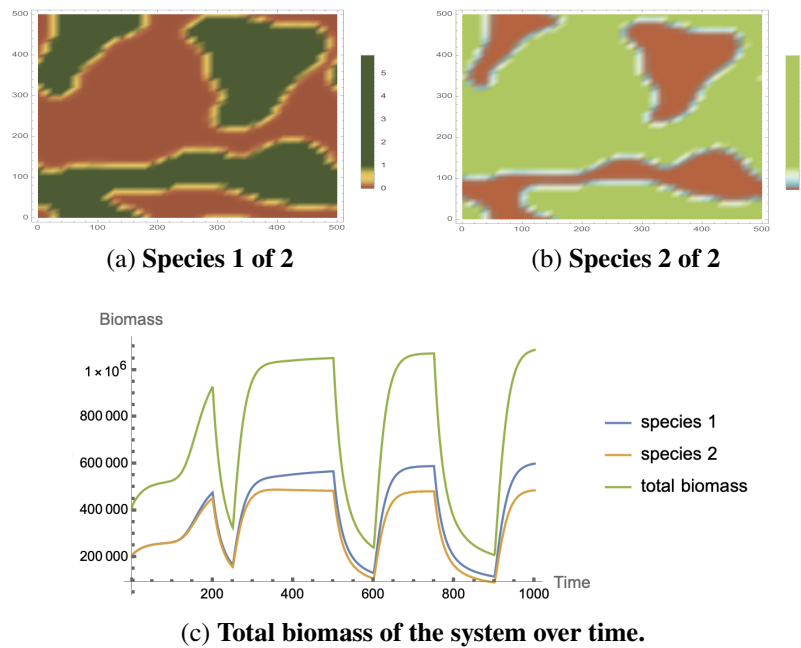 500
400
300
200
100
0
0 100 200 300 400 500
5
4
3
2
1
0
500
400
300
200
100
0
0 100 200 300 400 500
(a) Species 1 of 2
(b) Species 2 of 2
Biomass
1 × 10^6
800 000
600 000
400 000
200 000
200 400 600 800 1000
Time
species 1
species 2
total biomass
(c) Total biomass of the system over time.